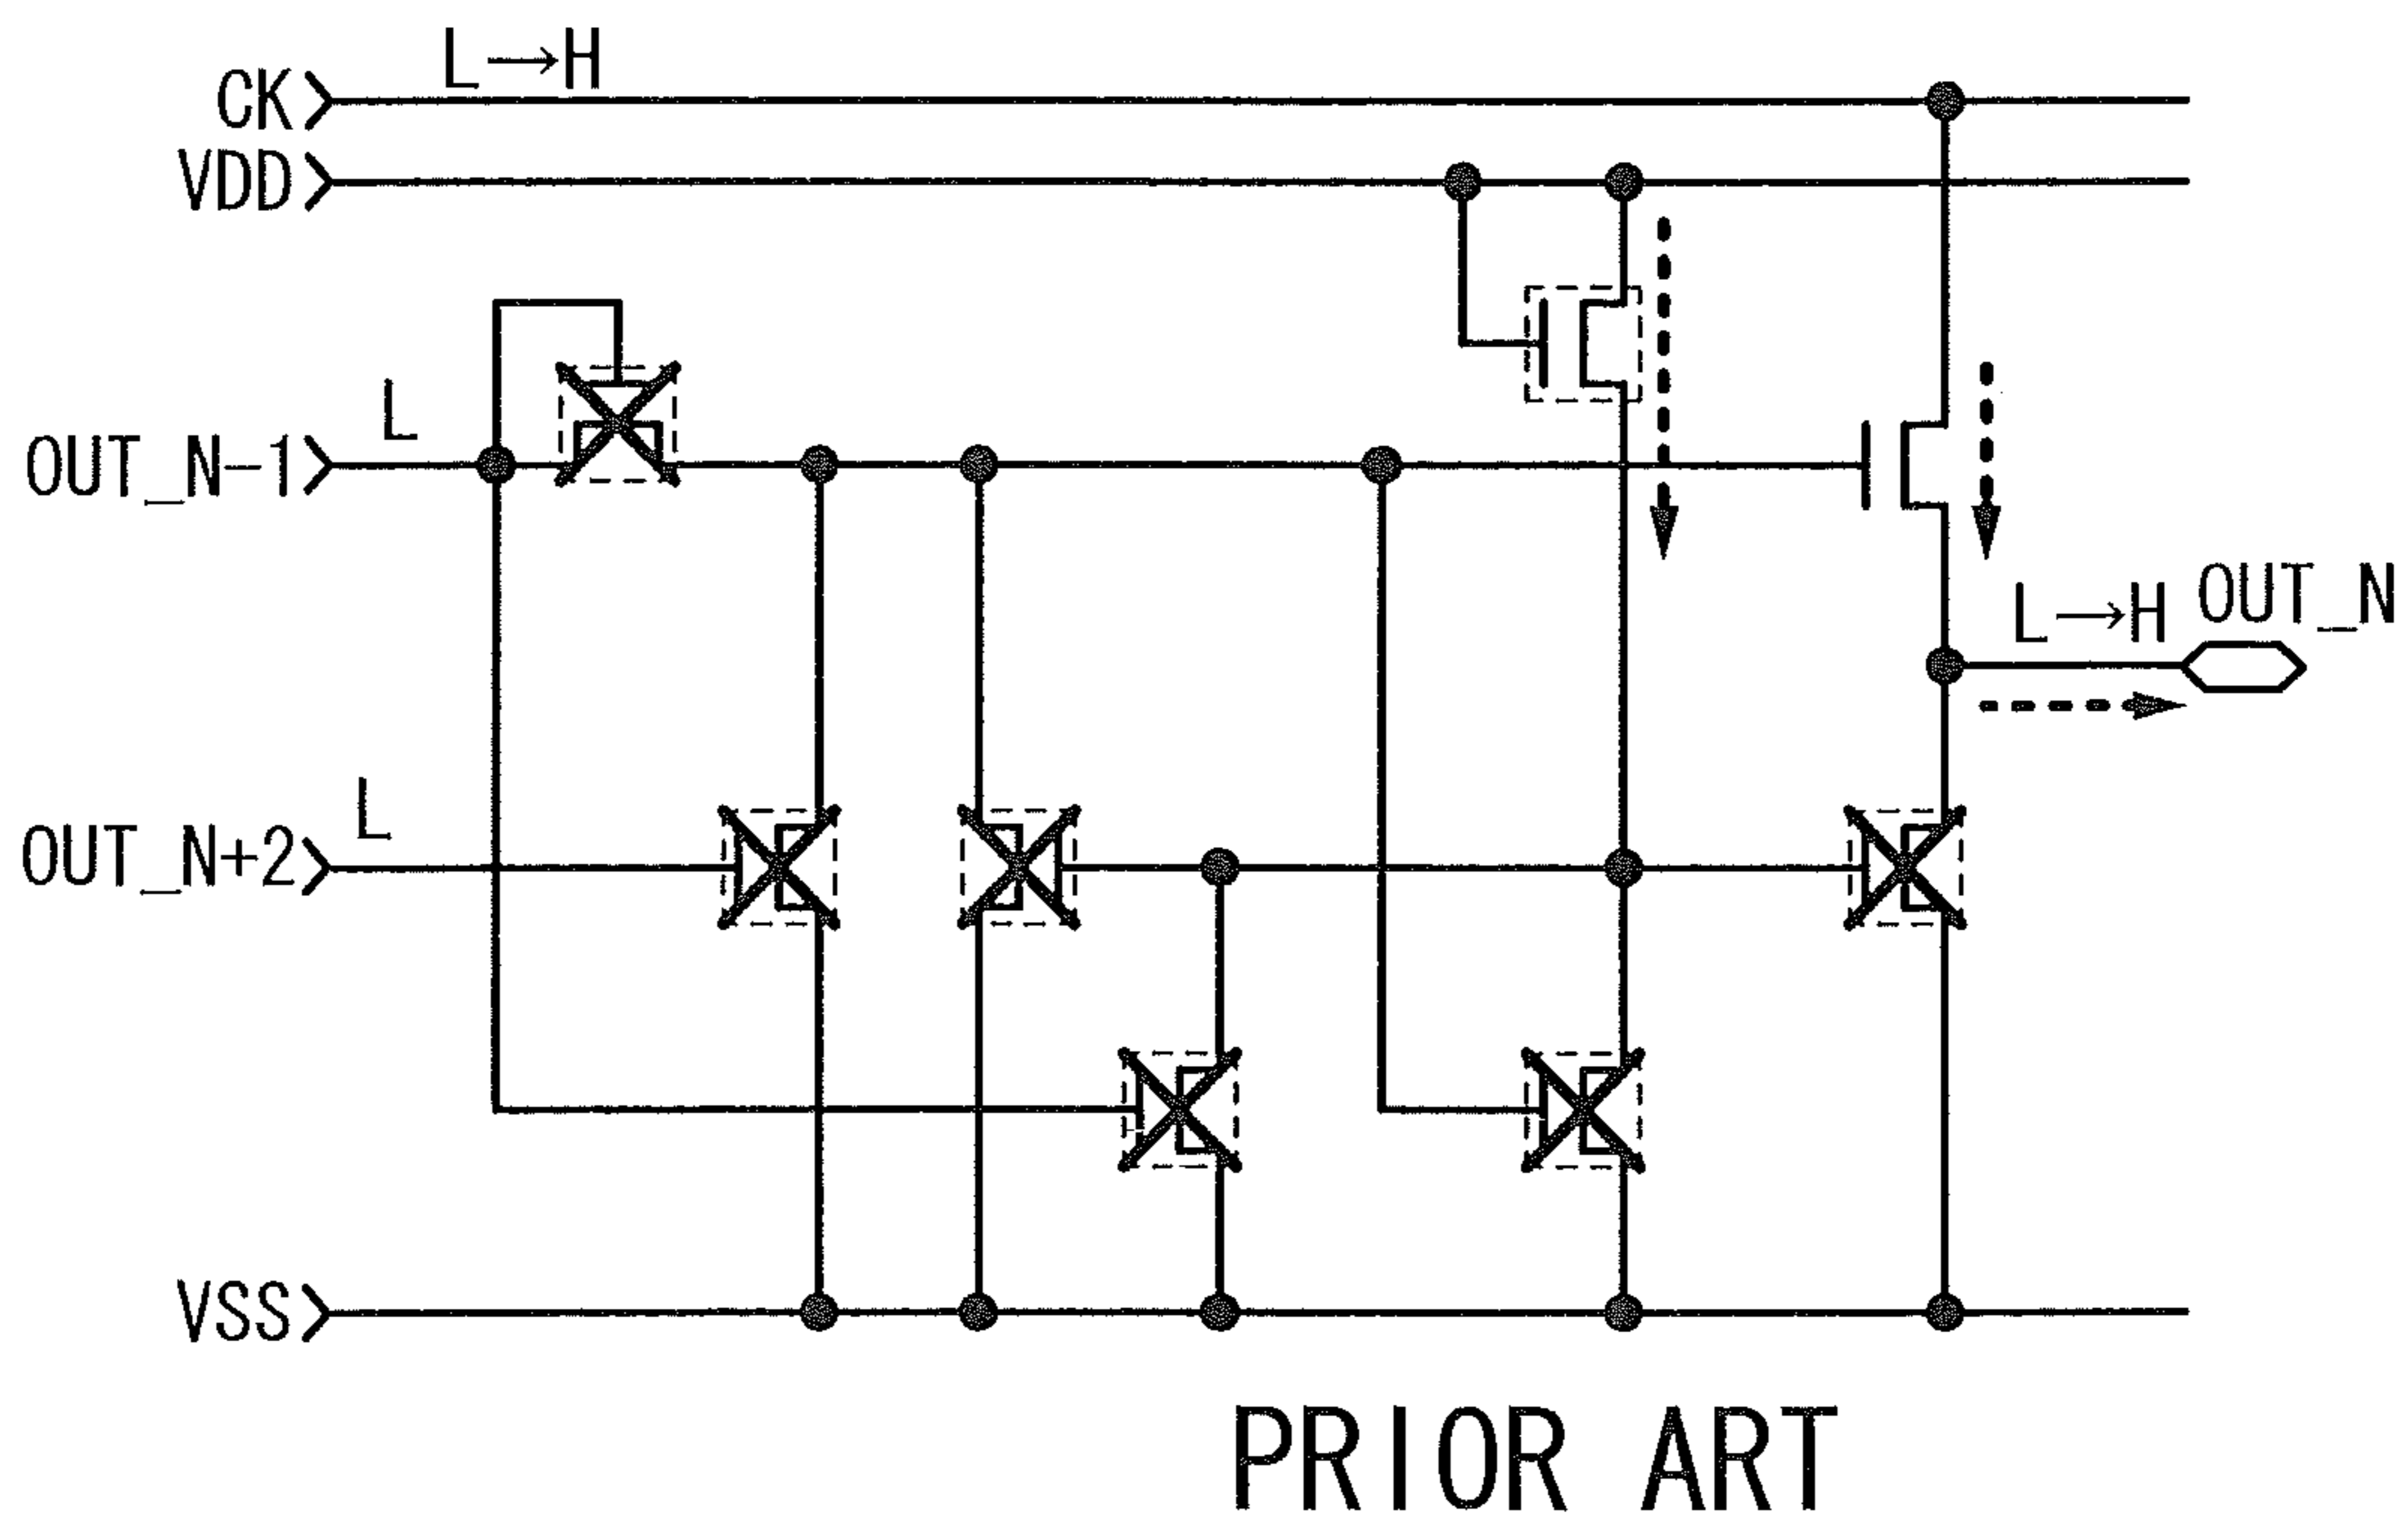 L→H
CK
VDD
L
OUT_N-1
L→H
OUT_N
L
OUT_N+2
VSS
PRIOR ART